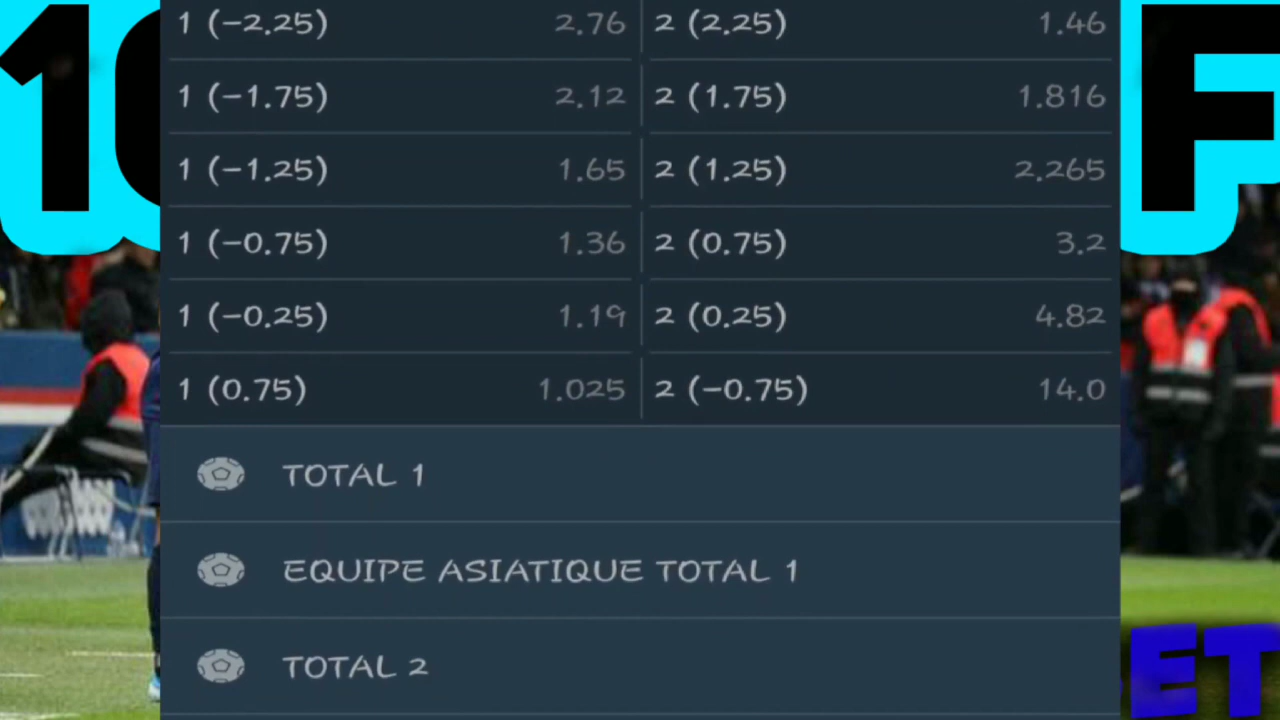 1 (−2.25) 2.76 2 (2.25) 1.46
1 (−1.75) 2.12 2 (1.75) 1.816
1 (−1.25) 1.65 2 (1.25) 2.265
1 (−0.75) 1.36 2 (0.75) 3.2
1 (−0.25) 1.19 2 (0.25) 4.82
1 (0.75) 1.025 2 (−0.75) 14.0
TOTAL 1
EQUIPE ASIATIQUE TOTAL 1
TOTAL 2